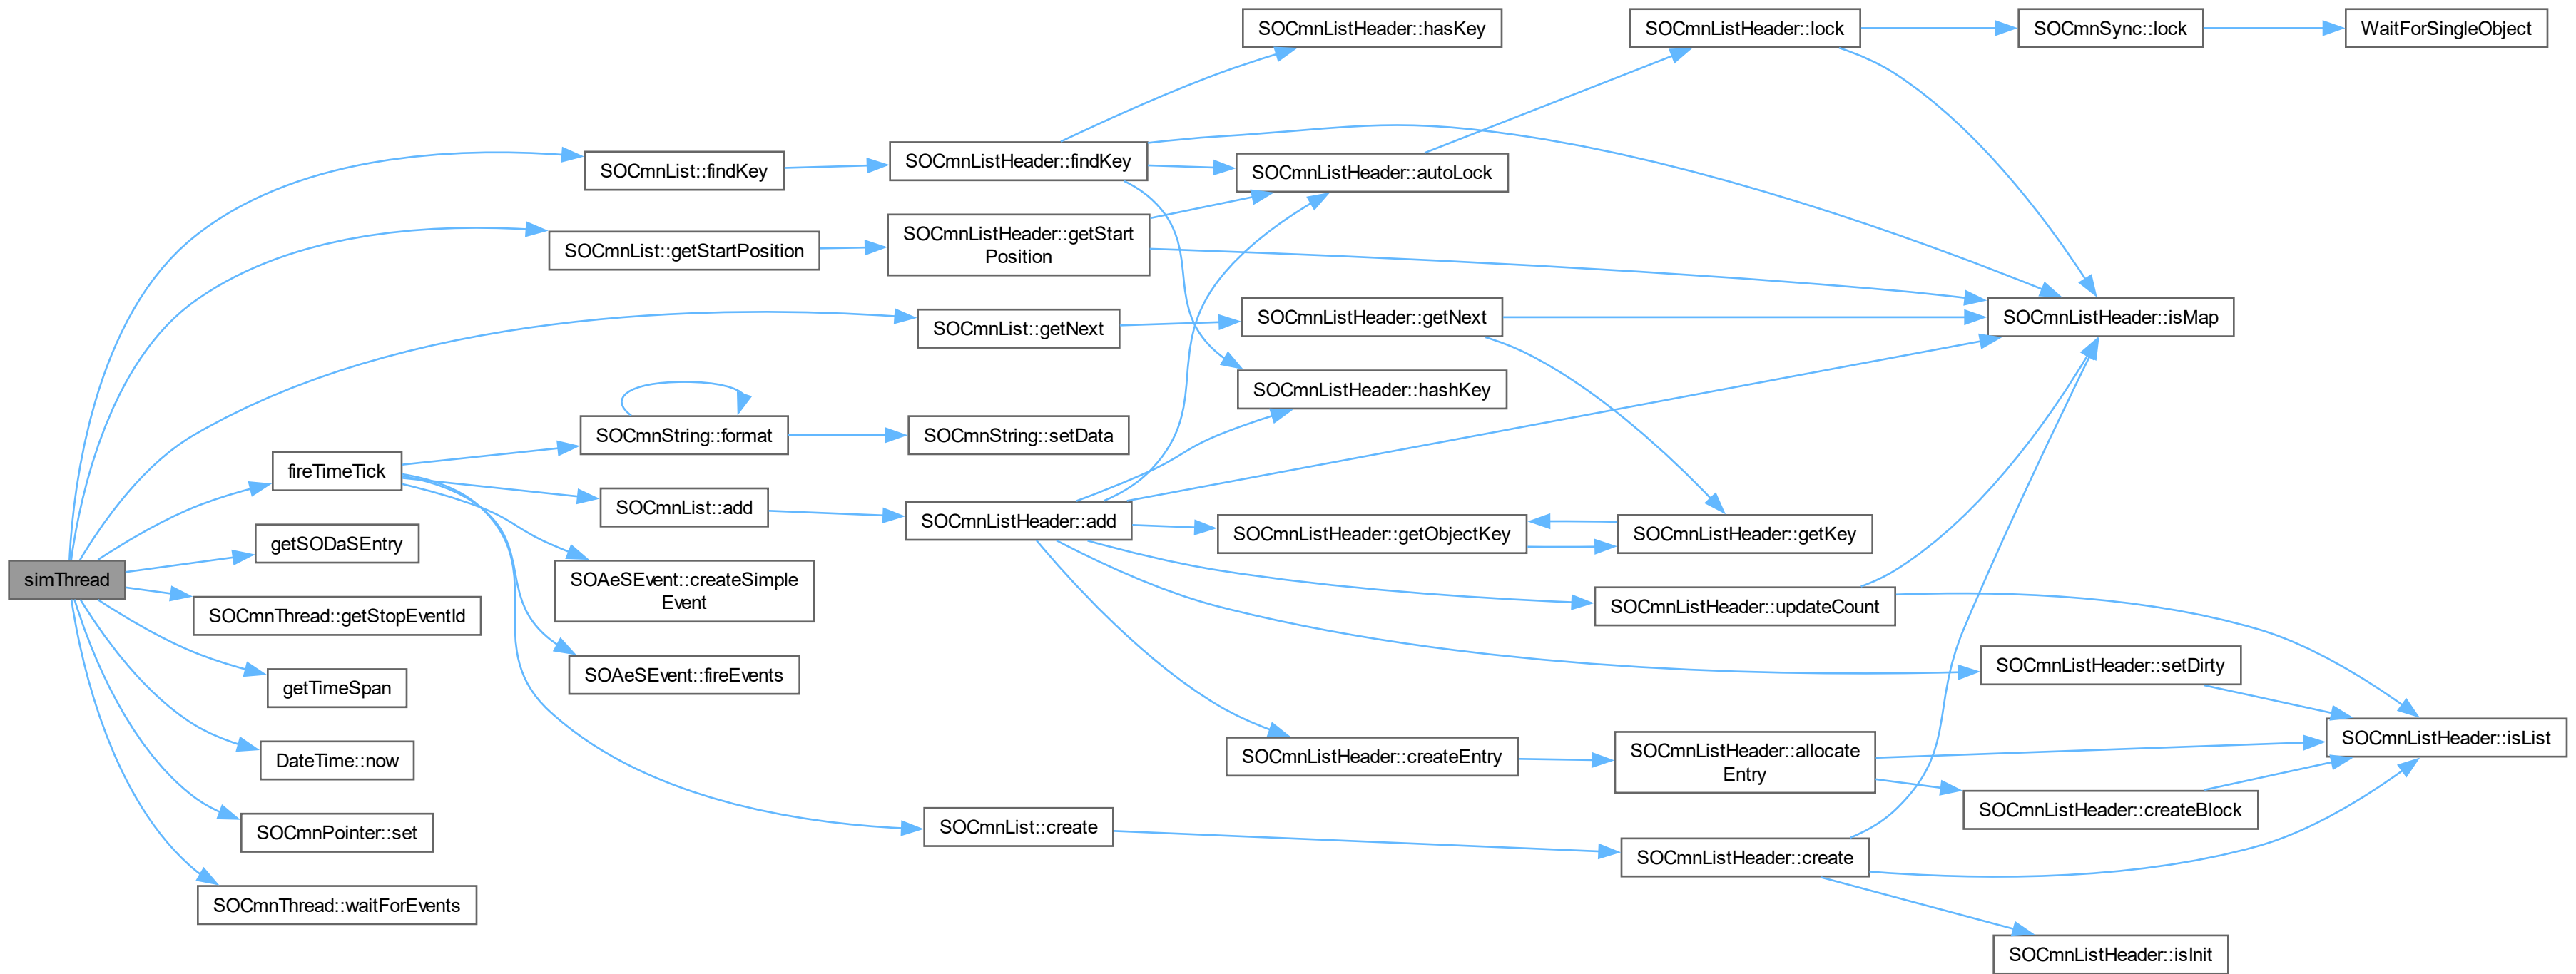 simThread
SOCmnList::findKey
SOCmnListHeader::findKey
SOCmnListHeader::hasKey
SOCmnListHeader::autoLock
SOCmnListHeader::lock
SOCmnSync::lock
WaitForSingleObject
SOCmnListHeader::isMap
SOCmnListHeader::hashKey
SOCmnList::getStartPosition
SOCmnListHeader::getStart
Position
SOCmnList::getNext
SOCmnListHeader::getNext
SOCmnListHeader::getKey
SOCmnListHeader::getObjectKey
fireTimeTick
SOCmnString::format
SOCmnString::setData
SOCmnList::add
SOCmnListHeader::add
SOCmnListHeader::updateCount
SOCmnListHeader::setDirty
SOCmnListHeader::isList
SOCmnListHeader::createEntry
SOCmnListHeader::allocate
Entry
SOCmnListHeader::createBlock
SOAeSEvent::createSimple
Event
SOAeSEvent::fireEvents
SOCmnList::create
SOCmnListHeader::create
SOCmnListHeader::isInit
getSODaSEntry
SOCmnThread::getStopEventId
getTimeSpan
DateTime::now
SOCmnPointer::set
SOCmnThread::waitForEvents